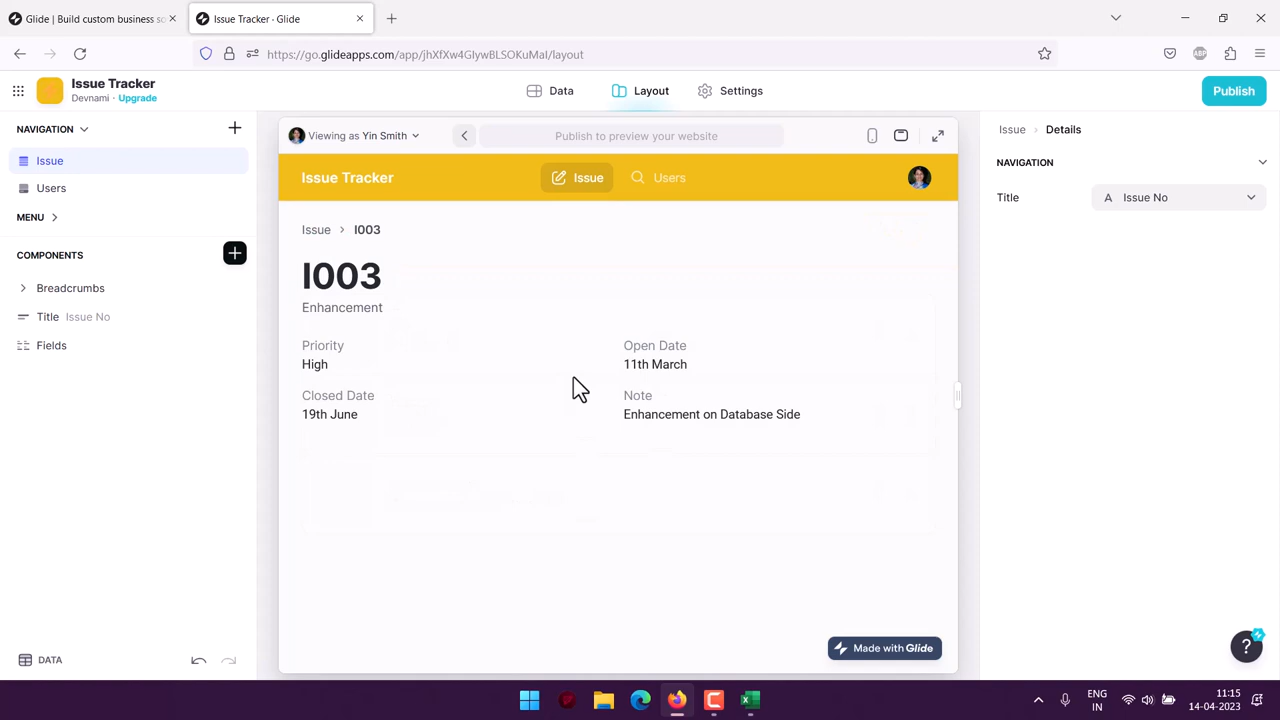 Glide | Build custom business so
Issue Tracker - Glide
https://go.glideapps.com/app/jhXfXw4GlywBLSOKuMaI/layout
ABP
Issue Tracker
Devnami · Upgrade
Data
Layout
Settings
Publish
NAVIGATION
Issue
Users
MENU
COMPONENTS
Breadcrumbs
Title Issue No
Fields
DATA
Viewing as Yin Smith
Publish to preview your website
Issue Tracker
Issue
Users
Issue > I003
I003
Enhancement
Priority
High
Open Date
11th March
Closed Date
19th June
Note
Enhancement on Database Side
Made with Glide
Issue > Details
NAVIGATION
Title
A Issue No
?
ENG
IN
11:15
14-04-2023